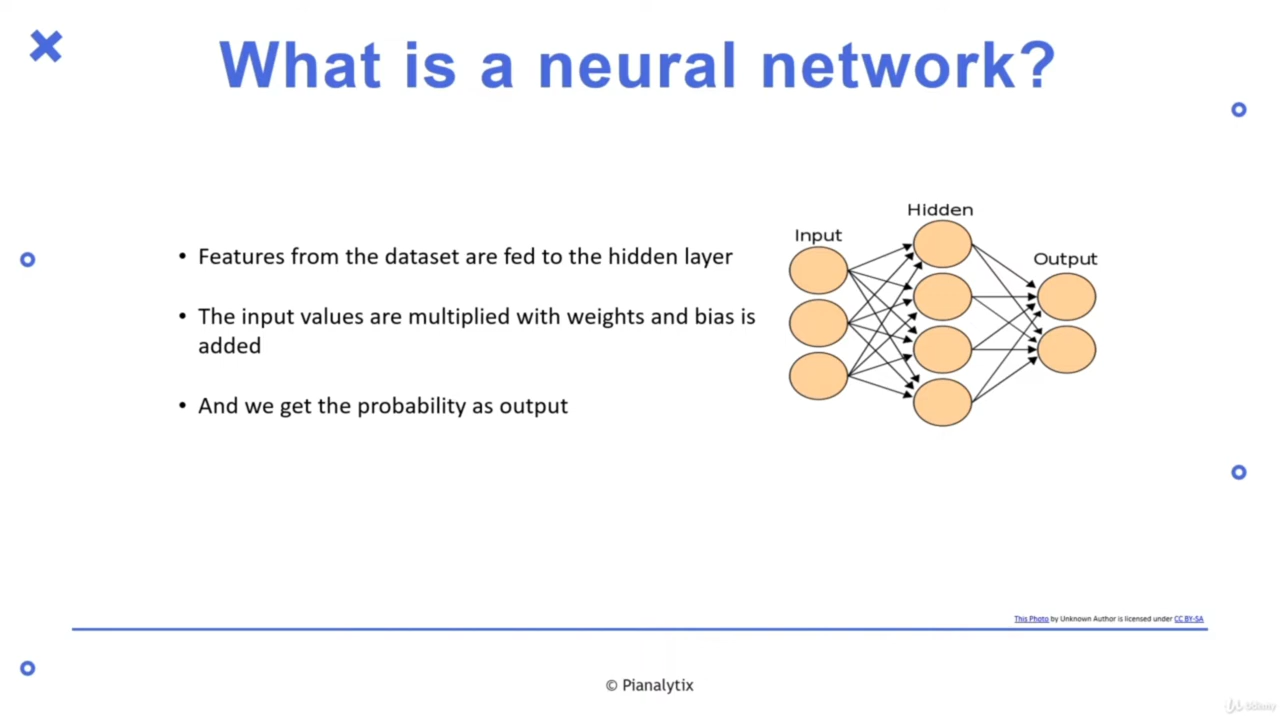 What is a neural network?
Hidden
Input
Output
• Features from the dataset are fed to the hidden layer
• The input values are multiplied with weights and bias is
added
• And we get the probability as output
This Photo by Unknown Author is licensed under CC BY-SA
© Pianalytix
Udemy